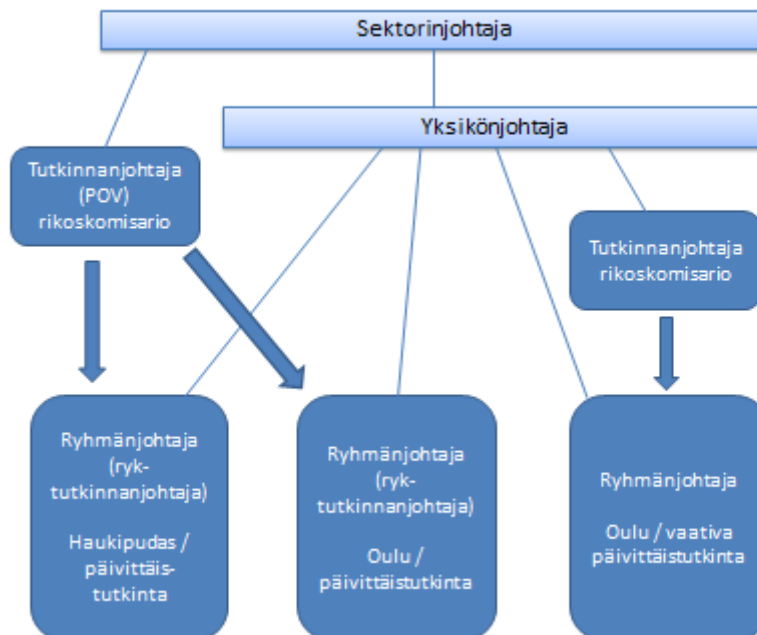 Sektorinjohtaja
Yksikönjohtaja
Tutkinnanjohtaja
(POV)
rikoskomisario
Tutkinnanjohtaja
rikoskomisario
Ryhmänjohtaja
(ryk-
tutkinnanjohtaja)
Haukipudas /
päivittäis-
tutkinta
Ryhmänjohtaja
(ryk-
tutkinnanjohtaja)
Oulu /
päivittäistutkinta
Ryhmänjohtaja
Oulu / vaativa
päivittäistutkinta